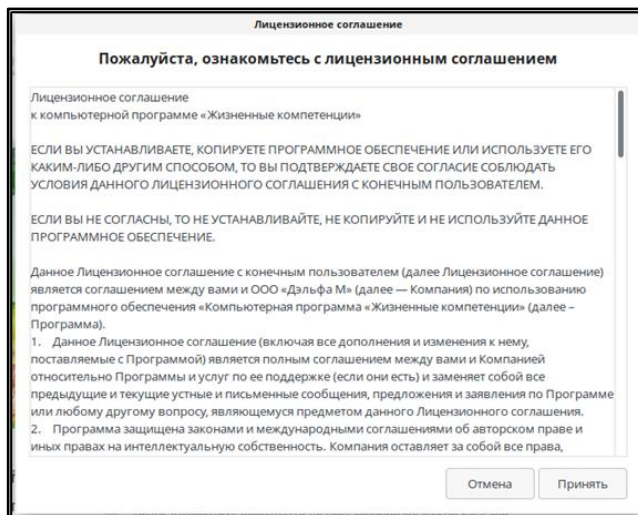 Лицензионное соглашение
Пожалуйста, ознакомьтесь с лицензионным соглашением
Лицензионное соглашение
к компьютерной программе «Жизненные компетенции»
ЕСЛИ ВЫ УСТАНАВЛИВАЕТЕ, КОПИРУЕТЕ ПРОГРАММНОЕ ОБЕСПЕЧЕНИЕ ИЛИ ИСПОЛЬЗУЕТЕ ЕГО
КАКИМ-ЛИБО ДРУГИМ СПОСОБОМ, ТО ВЫ ПОДТВЕРЖДАЕТЕ СВОЕ СОГЛАСИЕ СОБЛЮДАТЬ
УСЛОВИЯ ДАННОГО ЛИЦЕНЗИОННОГО СОГЛАШЕНИЯ С КОНЕЧНЫМ ПОЛЬЗОВАТЕЛЕМ.
ЕСЛИ ВЫ НЕ СОГЛАСНЫ, ТО НЕ УСТАНАВЛИВАЙТЕ, НЕ КОПИРУЙТЕ И НЕ ИСПОЛЬЗУЙТЕ ДАННОЕ
ПРОГРАММНОЕ ОБЕСПЕЧЕНИЕ.
Данное Лицензионное соглашение с конечным пользователем (далее Лицензионное соглашение)
является соглашением между вами и ООО «Дэльфа М» (далее — Компания) по использованию
программного обеспечения «Компьютерная программа «Жизненные компетенции» (далее –
Программа).
1. Данное Лицензионное соглашение (включая все дополнения и изменения к нему,
поставляемые с Программой) является полным соглашением между вами и Компанией
относительно Программы и услуг по ее поддержке (если они есть) и заменяет собой все
предыдущие и текущие устные и письменные сообщения, предложения и заявления по Программе
или любому другому вопросу, являющемуся предметом данного Лицензионного соглашения.
2. Программа защищена законами и международными соглашениями об авторском праве и
иных правах на интеллектуальную собственность. Компания оставляет за собой все права,
Отмена
Принять